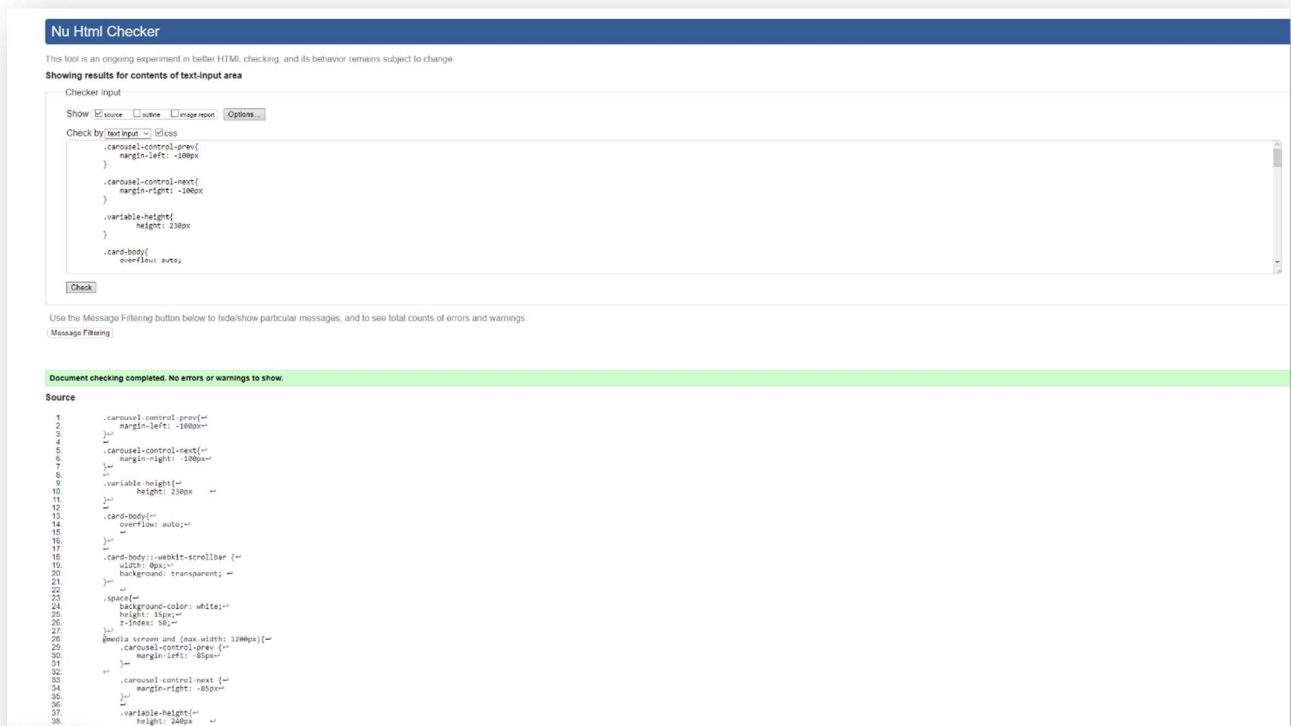 Nu Html Checker
This tool is an ongoing experiment in better HTML checking, and its behavior remains subject to change
Showing results for contents of text-input area
Checker Input
Show source outline image report Options...
Check by text input css
.carousel-control-prev{
margin-left: -100px
}
.carousel-control-next{
margin-right: -100px
}
.variable-height{
height: 230px
}
.card-body{
overflow: auto;
Check
Use the Message Filtering button below to hide/show particular messages, and to see total counts of errors and warnings.
Message Filtering
Document checking completed. No errors or warnings to show.
Source
1. .carousel-control-prev{↩
2. margin-left: -100px↩
3. }↩
4. ↩
5. .carousel-control-next{↩
6. margin-right: -100px↩
7. }↩
8. ↩
9. .variable-height{↩
10. height: 230px ↩
11. }↩
12. ↩
13. .card-body{↩
14. overflow: auto;↩
15. ↩
16. }↩
17. ↩
18. .card-body::-webkit-scrollbar {↩
19. width: 0px;↩
20. background: transparent; ↩
21. }↩
22. ↩
23. .space{↩
24. background-color: white;↩
25. height: 15px;↩
26. z-index: 50;↩
27. }↩
28. @media screen and (max-width: 1200px){↩
29. .carousel-control-prev {↩
30. margin-left: -85px↩
31. }↩
32. ↩
33. .carousel-control-next {↩
34. margin-right: -85px↩
35. }↩
36. ↩
37. .variable-height{↩
38. height: 240px ↩